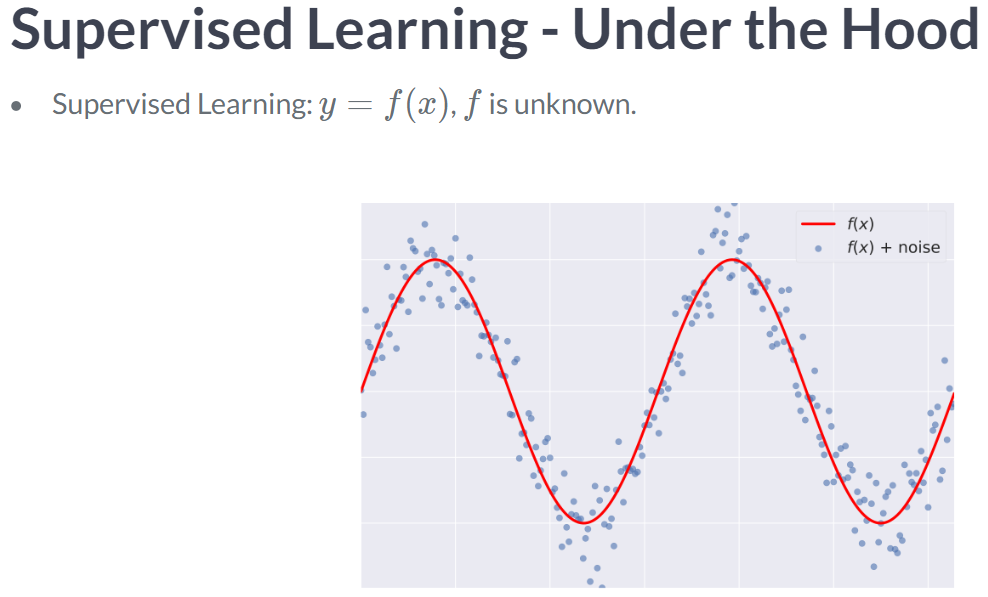 Supervised Learning - Under the Hood
• Supervised Learning: y = f(x), f is unknown.
f(x)
f(x) + noise